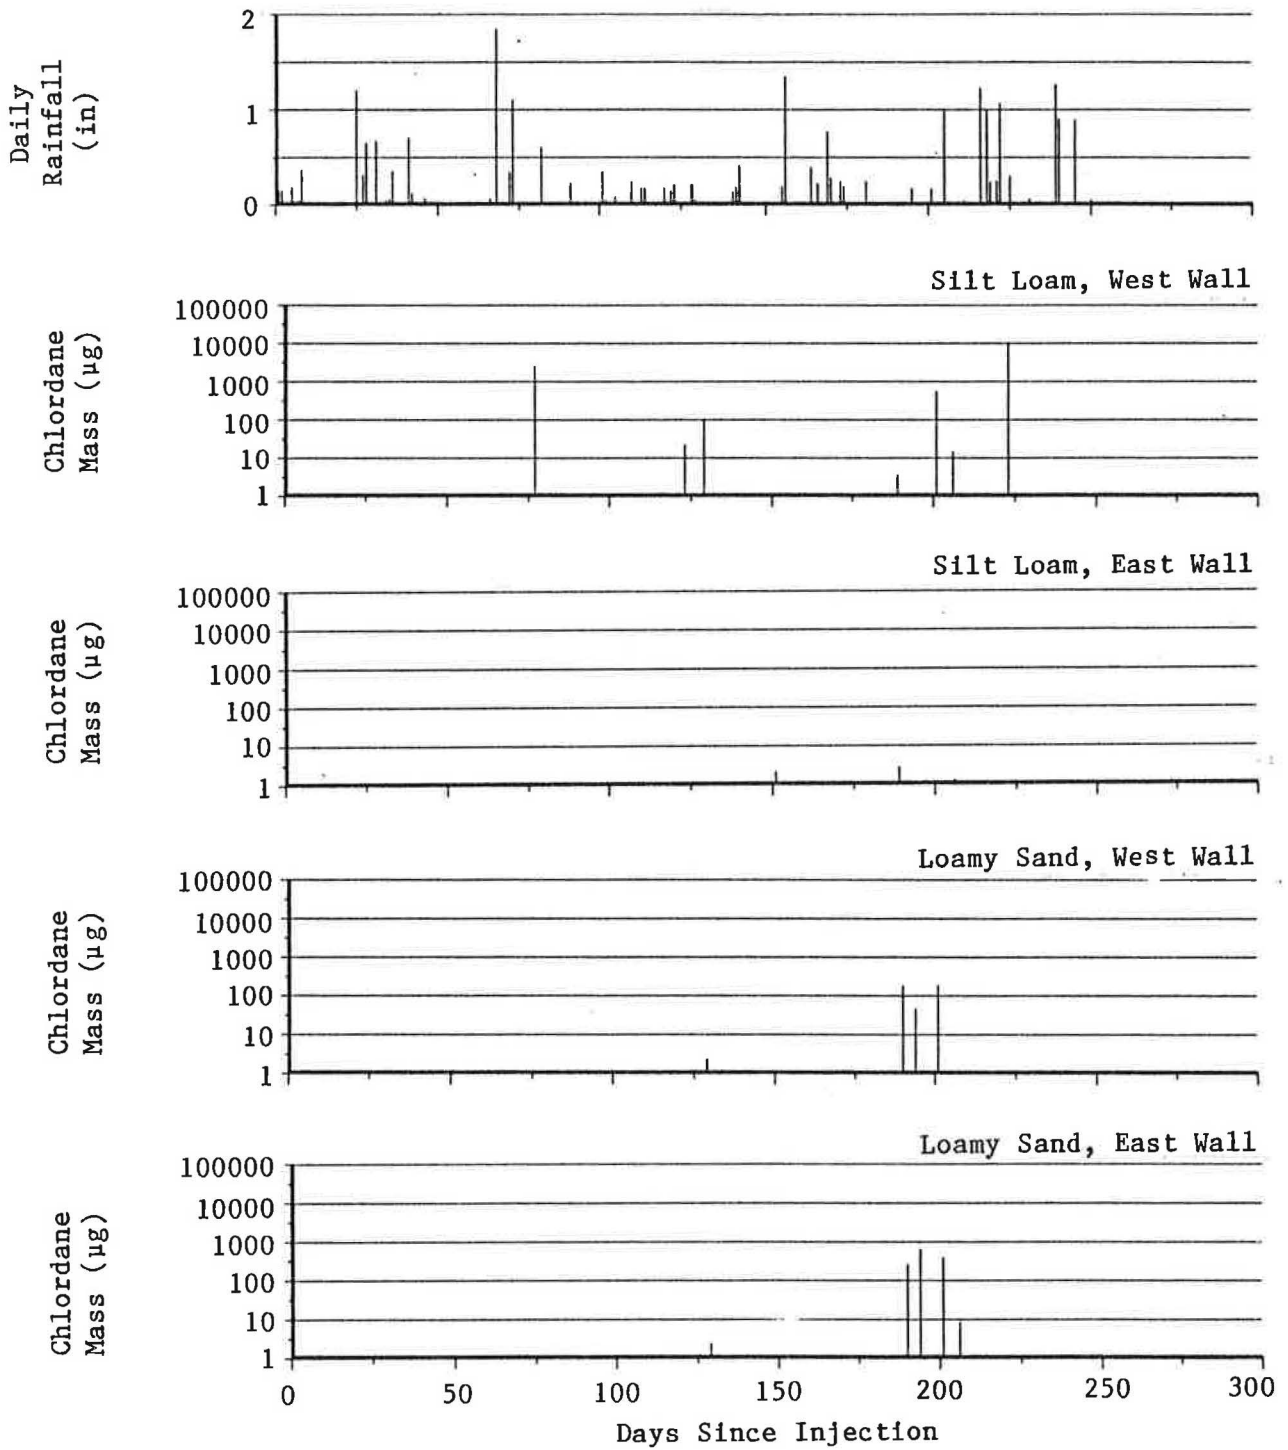 Daily
Rainfall
(in)
2
1
0
Silt Loam, West Wall
Chlordane
Mass (µg)
100000
10000
1000
100
10
1
Silt Loam, East Wall
Chlordane
Mass (µg)
100000
10000
1000
100
10
1
Loamy Sand, West Wall
Chlordane
Mass (µg)
100000
10000
1000
100
10
1
Loamy Sand, East Wall
Chlordane
Mass (µg)
100000
10000
1000
100
10
1
0 50 100 150 200 250 300
Days Since Injection